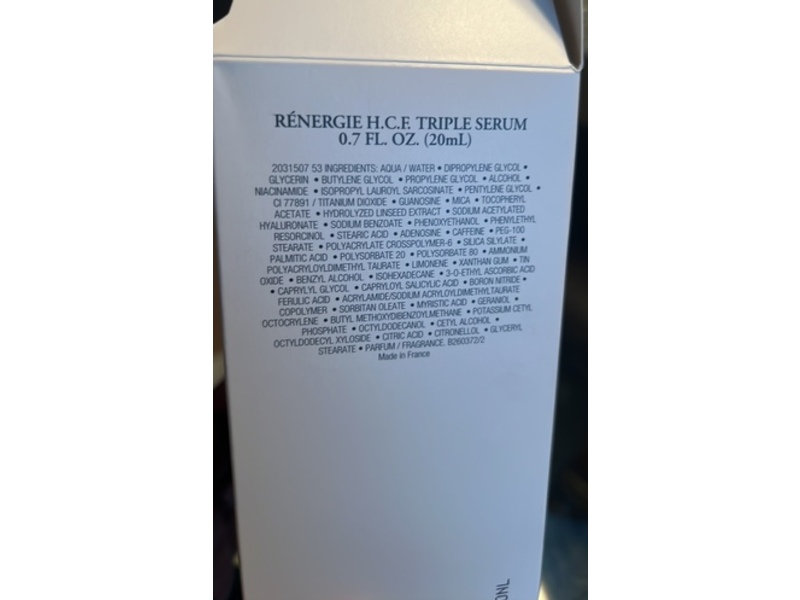 RÉNERGIE H.C.F. TRIPLE SERUM
0.7 FL. OZ. (20mL)
2031507 53 INGREDIENTS: AQUA / WATER • DIPROPYLENE GLYCOL •
GLYCERIN • BUTYLENE GLYCOL • PROPYLENE GLYCOL • ALCOHOL •
NIACINAMIDE • ISOPROPYL LAUROYL SARCOSINATE • PENTYLENE GLYCOL •
CI 77891 / TITANIUM DIOXIDE • GUANOSINE • MICA • TOCOPHERYL
ACETATE • HYDROLYZED LINSEED EXTRACT • SODIUM ACETYLATED
HYALURONATE • SODIUM BENZOATE • PHENOXYETHANOL • PHENYLETHYL
RESORCINOL • STEARIC ACID • ADENOSINE • CAFFEINE • PEG-100
STEARATE • POLYACRYLATE CROSSPOLYMER-6 • SILICA SILYLATE •
PALMITIC ACID • POLYSORBATE 20 • POLYSORBATE 80 • AMMONIUM
POLYACRYLOYLDIMETHYL TAURATE • LIMONENE • XANTHAN GUM • TIN
OXIDE • BENZYL ALCOHOL • ISOHEXADECANE • 3-O-ETHYL ASCORBIC ACID
• CAPRYLYL GLYCOL • CAPRYLOYL SALICYLIC ACID • BORON NITRIDE •
FERULIC ACID • ACRYLAMIDE/SODIUM ACRYLOYLDIMETHYLTAURATE
COPOLYMER • SORBITAN OLEATE • MYRISTIC ACID • GERANIOL •
OCTOCRYLENE • BUTYL METHOXYDIBENZOYLMETHANE • POTASSIUM CETYL
PHOSPHATE • OCTYLDODECANOL • CETYL ALCOHOL •
OCTYLDODECYL XYLOSIDE • CITRIC ACID • CITRONELLOL • GLYCERYL
STEARATE • PARFUM / FRAGRANCE. B260372/2
Made in France